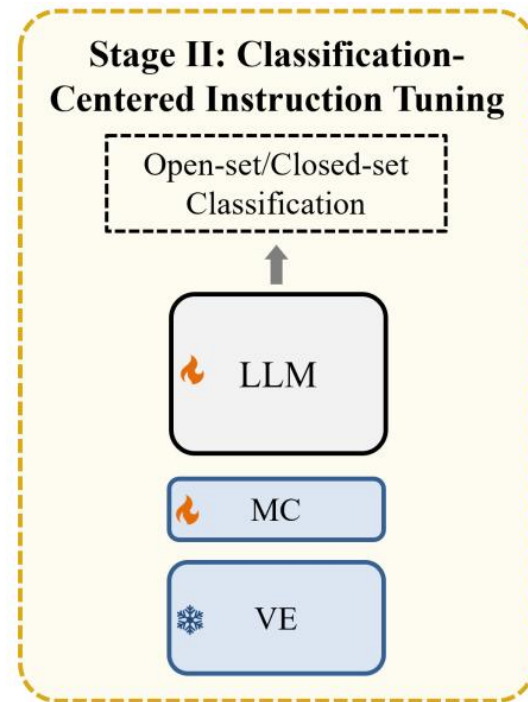 Stage II: Classification-
Centered Instruction Tuning
Open-set/Closed-set
Classification
LLM
MC
VE